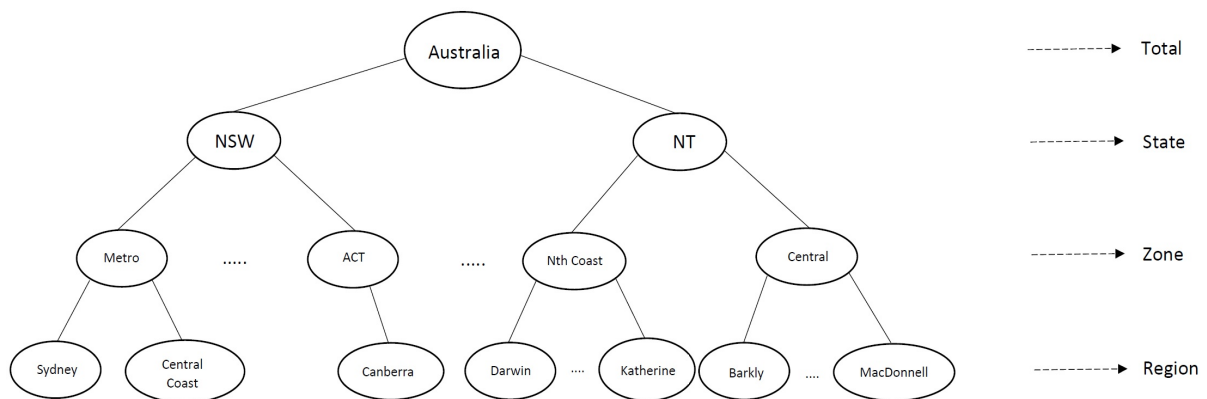 Australia
Total
NSW
NT
State
Metro
.....
ACT
.....
Nth Coast
Central
Zone
Sydney
Central
Coast
Canberra
Darwin
....
Katherine
Barkly
....
MacDonnell
Region